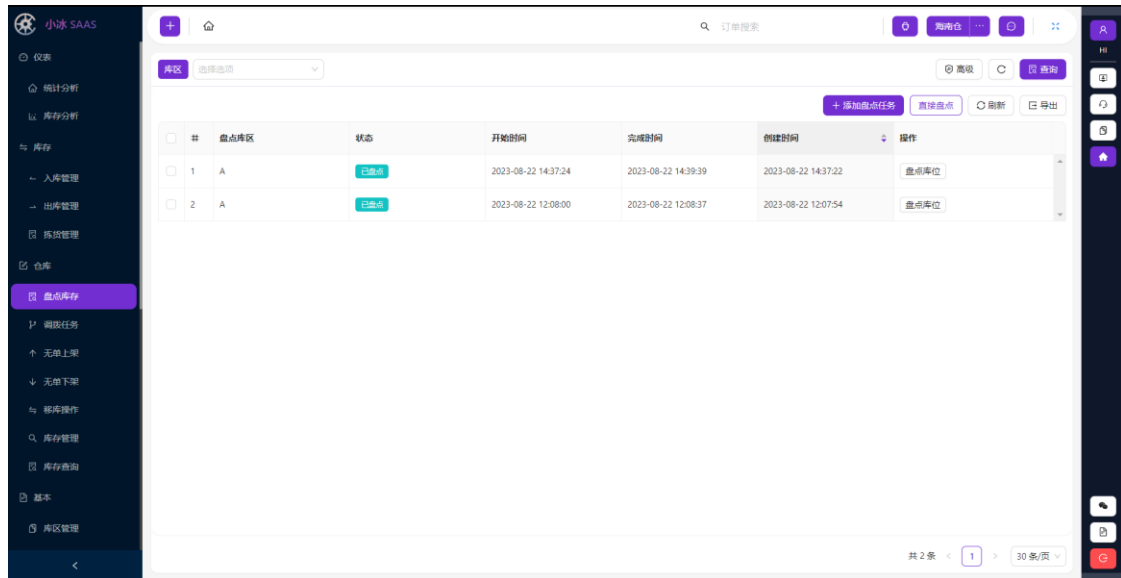 小冰 SAAS
订单搜索
海南仓 ···
HI
仪表
统计分析
库存分析
库存
入库管理
出库管理
拣货管理
仓库
盘点库存
调拨任务
无单上架
无单下架
移库操作
库存管理
库存查询
基本
库区管理
库区 选择选项
高级 查询
+ 添加盘点任务 直接盘点 刷新 导出
# 盘点库区 状态 开始时间 完成时间 创建时间 操作
1 A 已盘点 2023-08-22 14:37:24 2023-08-22 14:39:39 2023-08-22 14:37:22 盘点库位
2 A 已盘点 2023-08-22 12:08:00 2023-08-22 12:08:37 2023-08-22 12:07:54 盘点库位
共 2 条 < 1 > 30 条/页